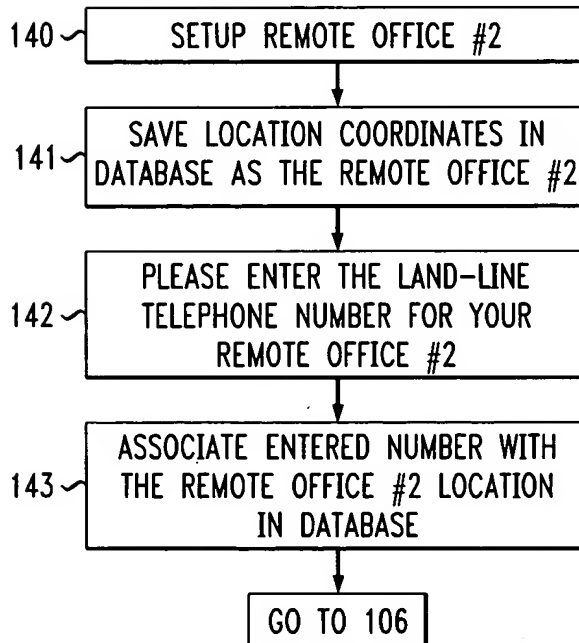 140
SETUP REMOTE OFFICE #2
141
SAVE LOCATION COORDINATES IN
DATABASE AS THE REMOTE OFFICE #2
142
PLEASE ENTER THE LAND-LINE
TELEPHONE NUMBER FOR YOUR
REMOTE OFFICE #2
143
ASSOCIATE ENTERED NUMBER WITH
THE REMOTE OFFICE #2 LOCATION
IN DATABASE
GO TO 106